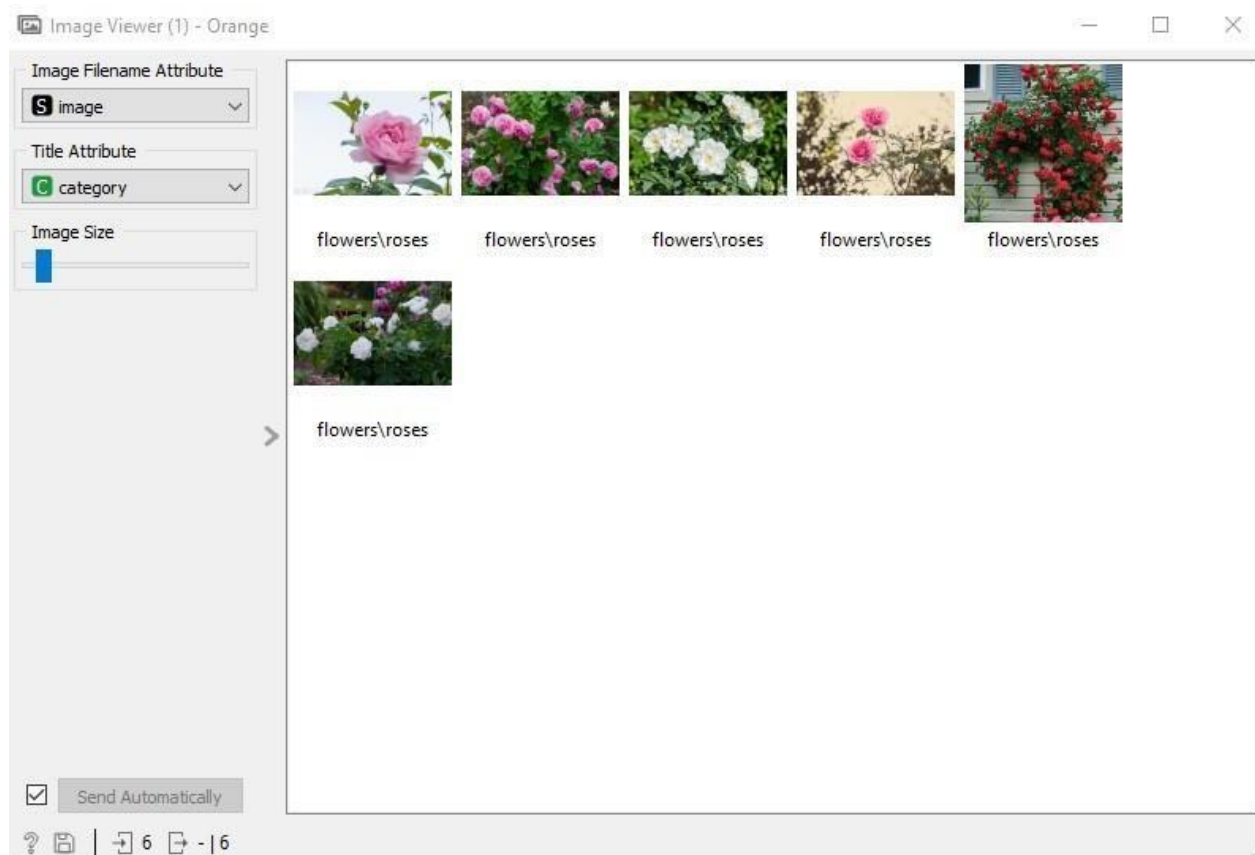 Image Viewer (1) - Orange
Image Filename Attribute
S image
Title Attribute
C category
Image Size
flowers\roses flowers\roses flowers\roses flowers\roses flowers\roses
flowers\roses
Send Automatically
? | 6 - | 6